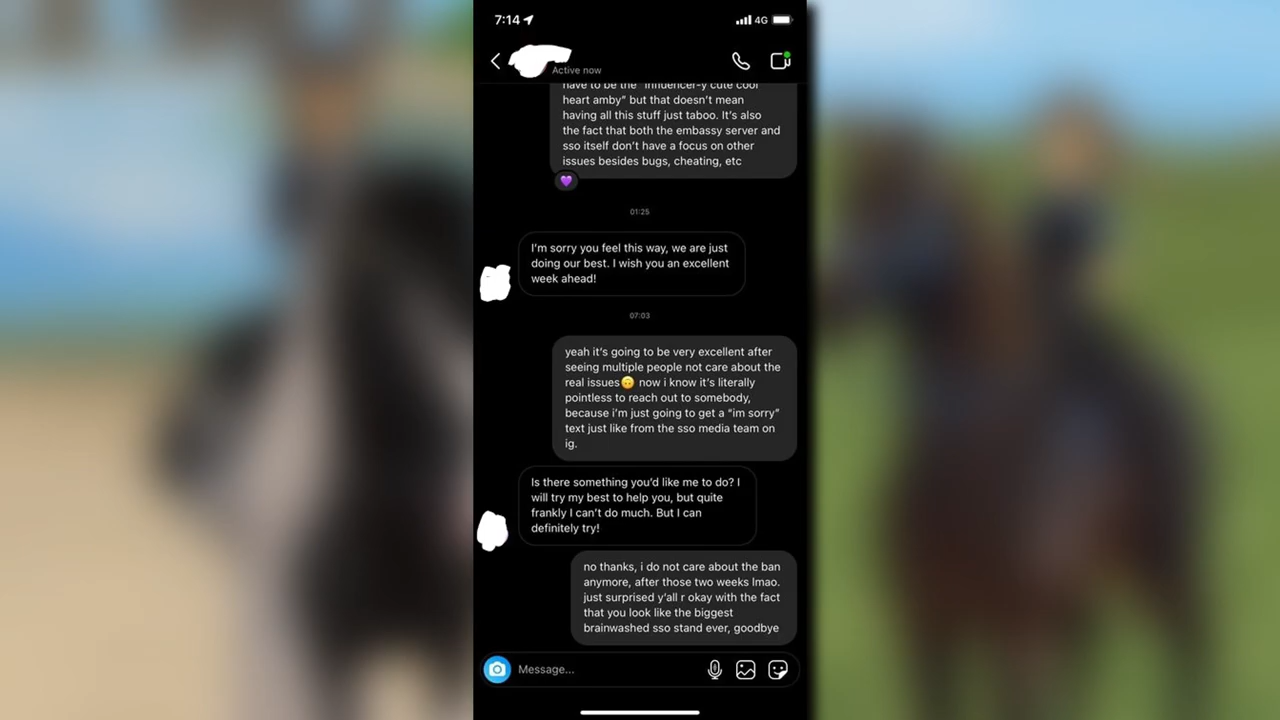 7:14
4G
Active now
have to be the "influencer-y cute cool
heart amby" but that doesn't mean
having all this stuff just taboo. It's also
the fact that both the embassy server and
sso itself don't have a focus on other
issues besides bugs, cheating, etc
01:25
I'm sorry you feel this way, we are just
doing our best. I wish you an excellent
week ahead!
07:03
yeah it's going to be very excellent after
seeing multiple people not care about the
real issues🙃 now i know it's literally
pointless to reach out to somebody,
because i'm just going to get a "im sorry"
text just like from the sso media team on
ig.
Is there something you'd like me to do? I
will try my best to help you, but quite
frankly I can't do much. But I can
definitely try!
no thanks, i do not care about the ban
anymore, after those two weeks lmao.
just surprised y'all r okay with the fact
that you look like the biggest
brainwashed sso stand ever, goodbye
Message...